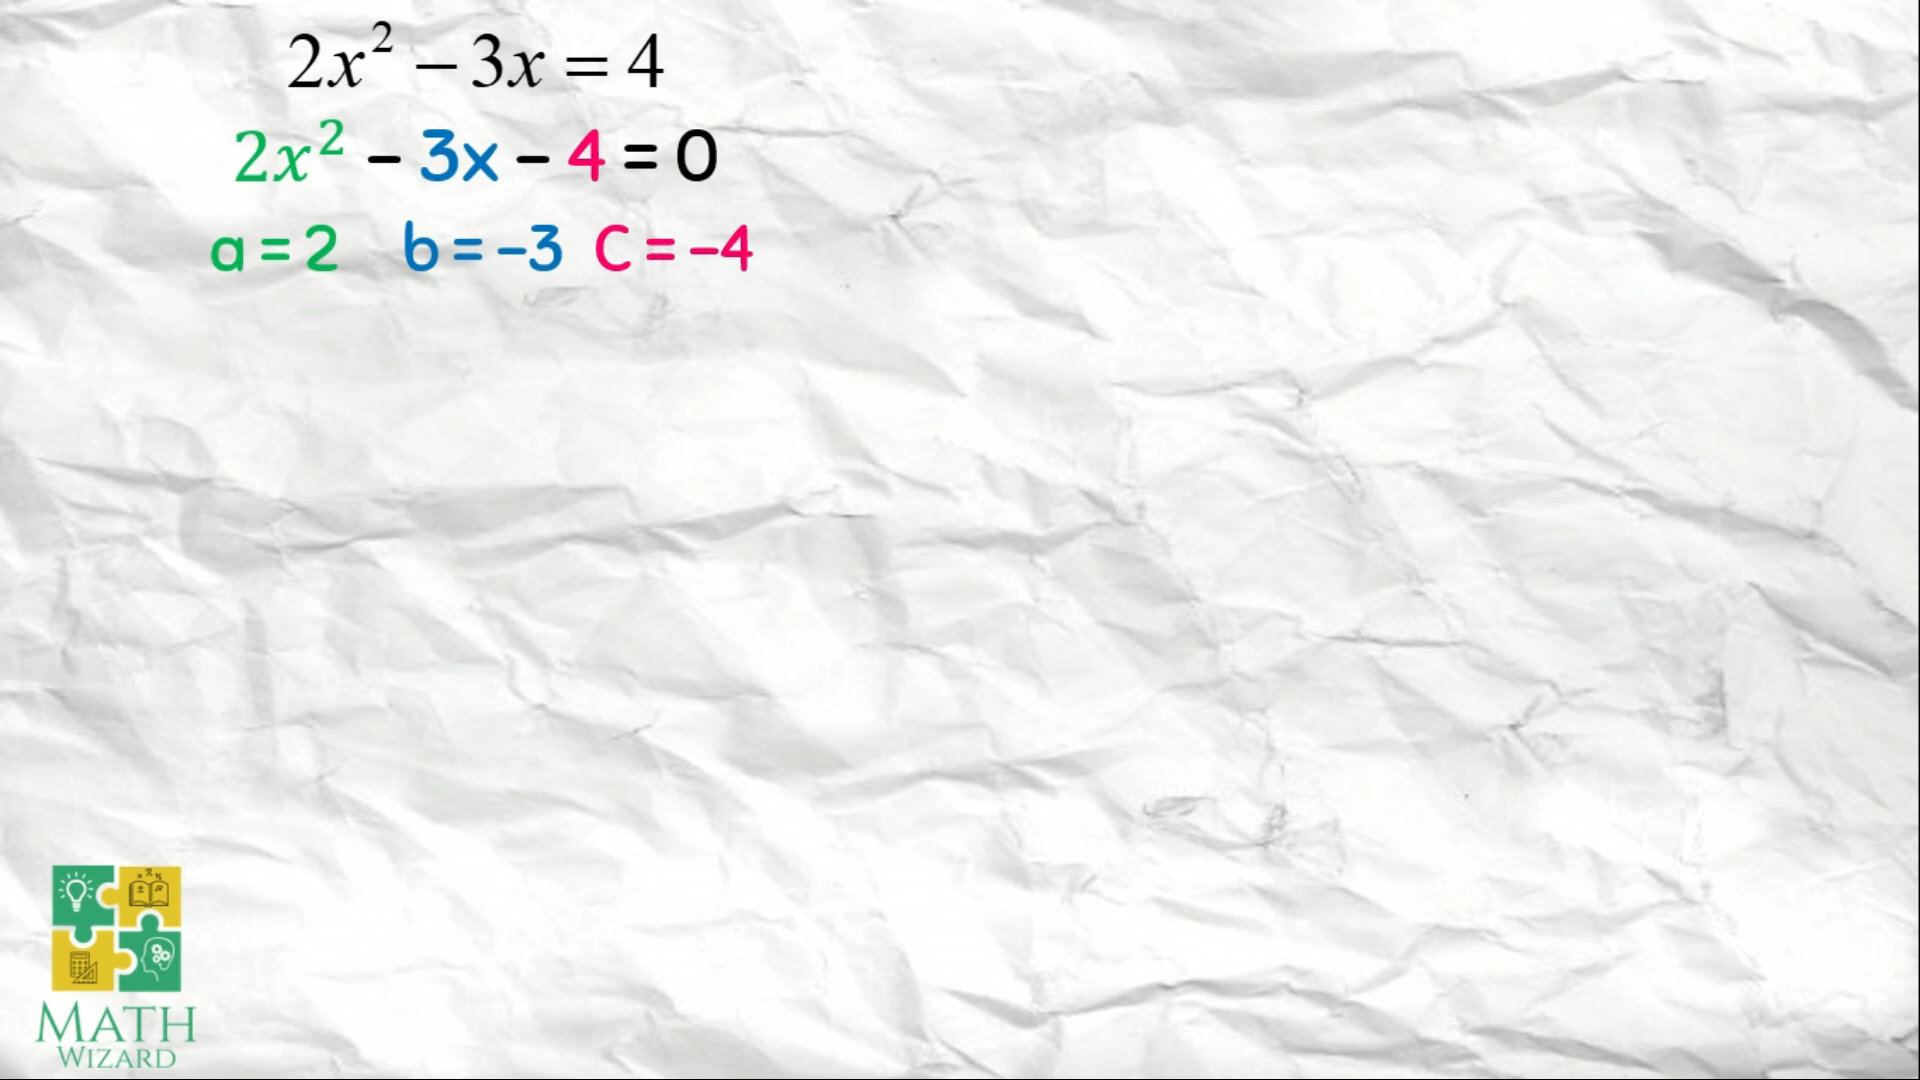 2x² – 3x = 4
2x² – 3x – 4 = 0
a = 2 b = –3 C = –4
MATH
WIZARD